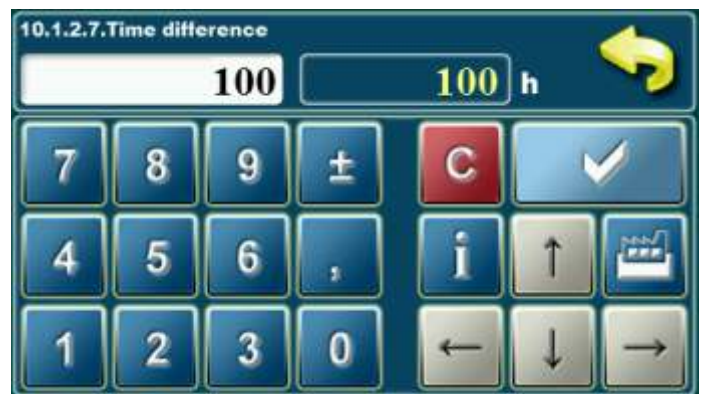 10.1.2.7.Time difference
100 100 h
7 8 9 ± C
4 5 6 , i ↑
1 2 3 0 ← ↓ →